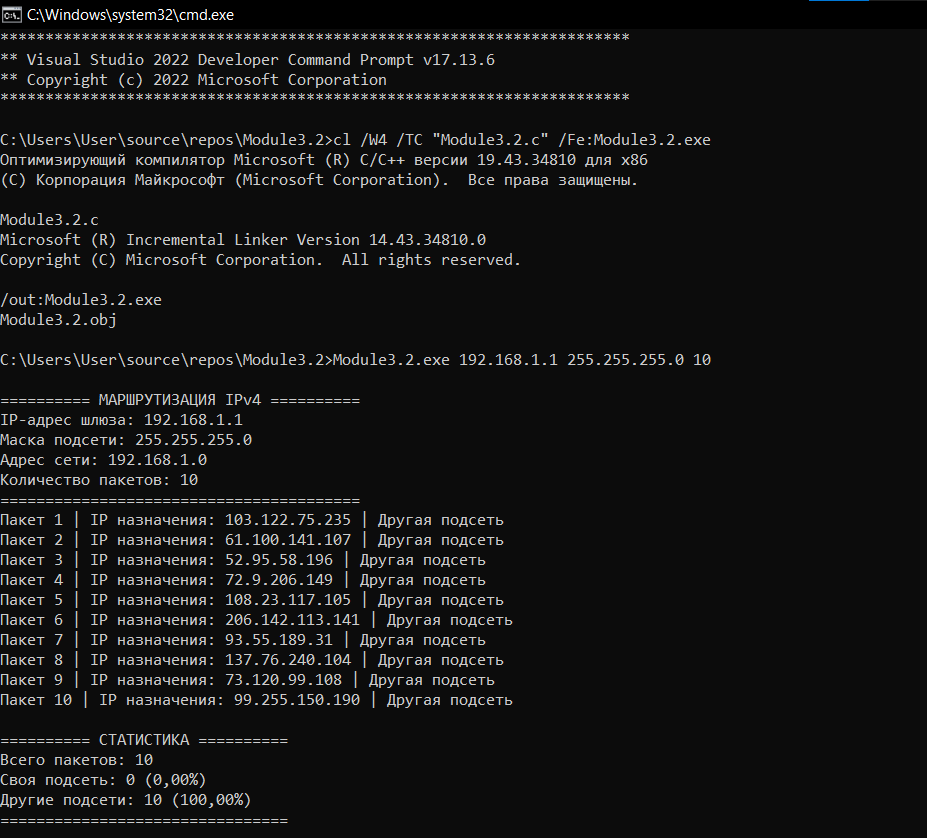 C:\Windows\system32\cmd.exe
**********************************************************************
** Visual Studio 2022 Developer Command Prompt v17.13.6
** Copyright (c) 2022 Microsoft Corporation
**********************************************************************
C:\Users\User\source\repos\Module3.2>cl /W4 /TC "Module3.2.c" /Fe:Module3.2.exe
Оптимизирующий компилятор Microsoft (R) C/C++ версии 19.43.34810 для x86
(C) Корпорация Майкрософт (Microsoft Corporation).  Все права защищены.
Module3.2.c
Microsoft (R) Incremental Linker Version 14.43.34810.0
Copyright (C) Microsoft Corporation.  All rights reserved.
/out:Module3.2.exe
Module3.2.obj
C:\Users\User\source\repos\Module3.2>Module3.2.exe 192.168.1.1 255.255.255.0 10
========== МАРШРУТИЗАЦИЯ IPv4 ==========
IP-адрес шлюза: 192.168.1.1
Маска подсети: 255.255.255.0
Адрес сети: 192.168.1.0
Количество пакетов: 10
========================================
Пакет 1 | IP назначения: 103.122.75.235 | Другая подсеть
Пакет 2 | IP назначения: 61.100.141.107 | Другая подсеть
Пакет 3 | IP назначения: 52.95.58.196 | Другая подсеть
Пакет 4 | IP назначения: 72.9.206.149 | Другая подсеть
Пакет 5 | IP назначения: 108.23.117.105 | Другая подсеть
Пакет 6 | IP назначения: 206.142.113.141 | Другая подсеть
Пакет 7 | IP назначения: 93.55.189.31 | Другая подсеть
Пакет 8 | IP назначения: 137.76.240.104 | Другая подсеть
Пакет 9 | IP назначения: 73.120.99.108 | Другая подсеть
Пакет 10 | IP назначения: 99.255.150.190 | Другая подсеть
========== СТАТИСТИКА ==========
Всего пакетов: 10
Своя подсеть: 0 (0,00%)
Другие подсети: 10 (100,00%)
================================